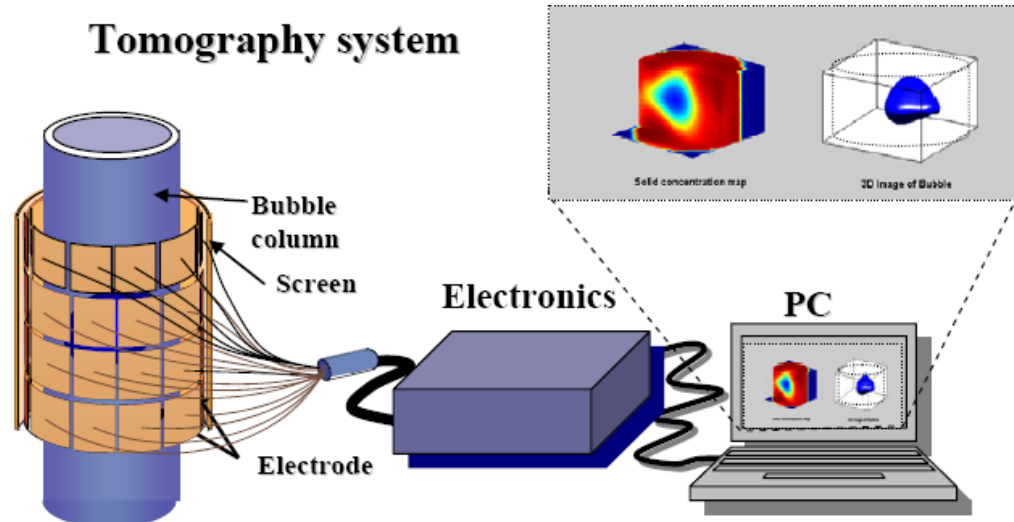 Tomography system
Solid concentration map
3D Image of Bubble
Bubble
column
Screen
Electronics
PC
Electrode